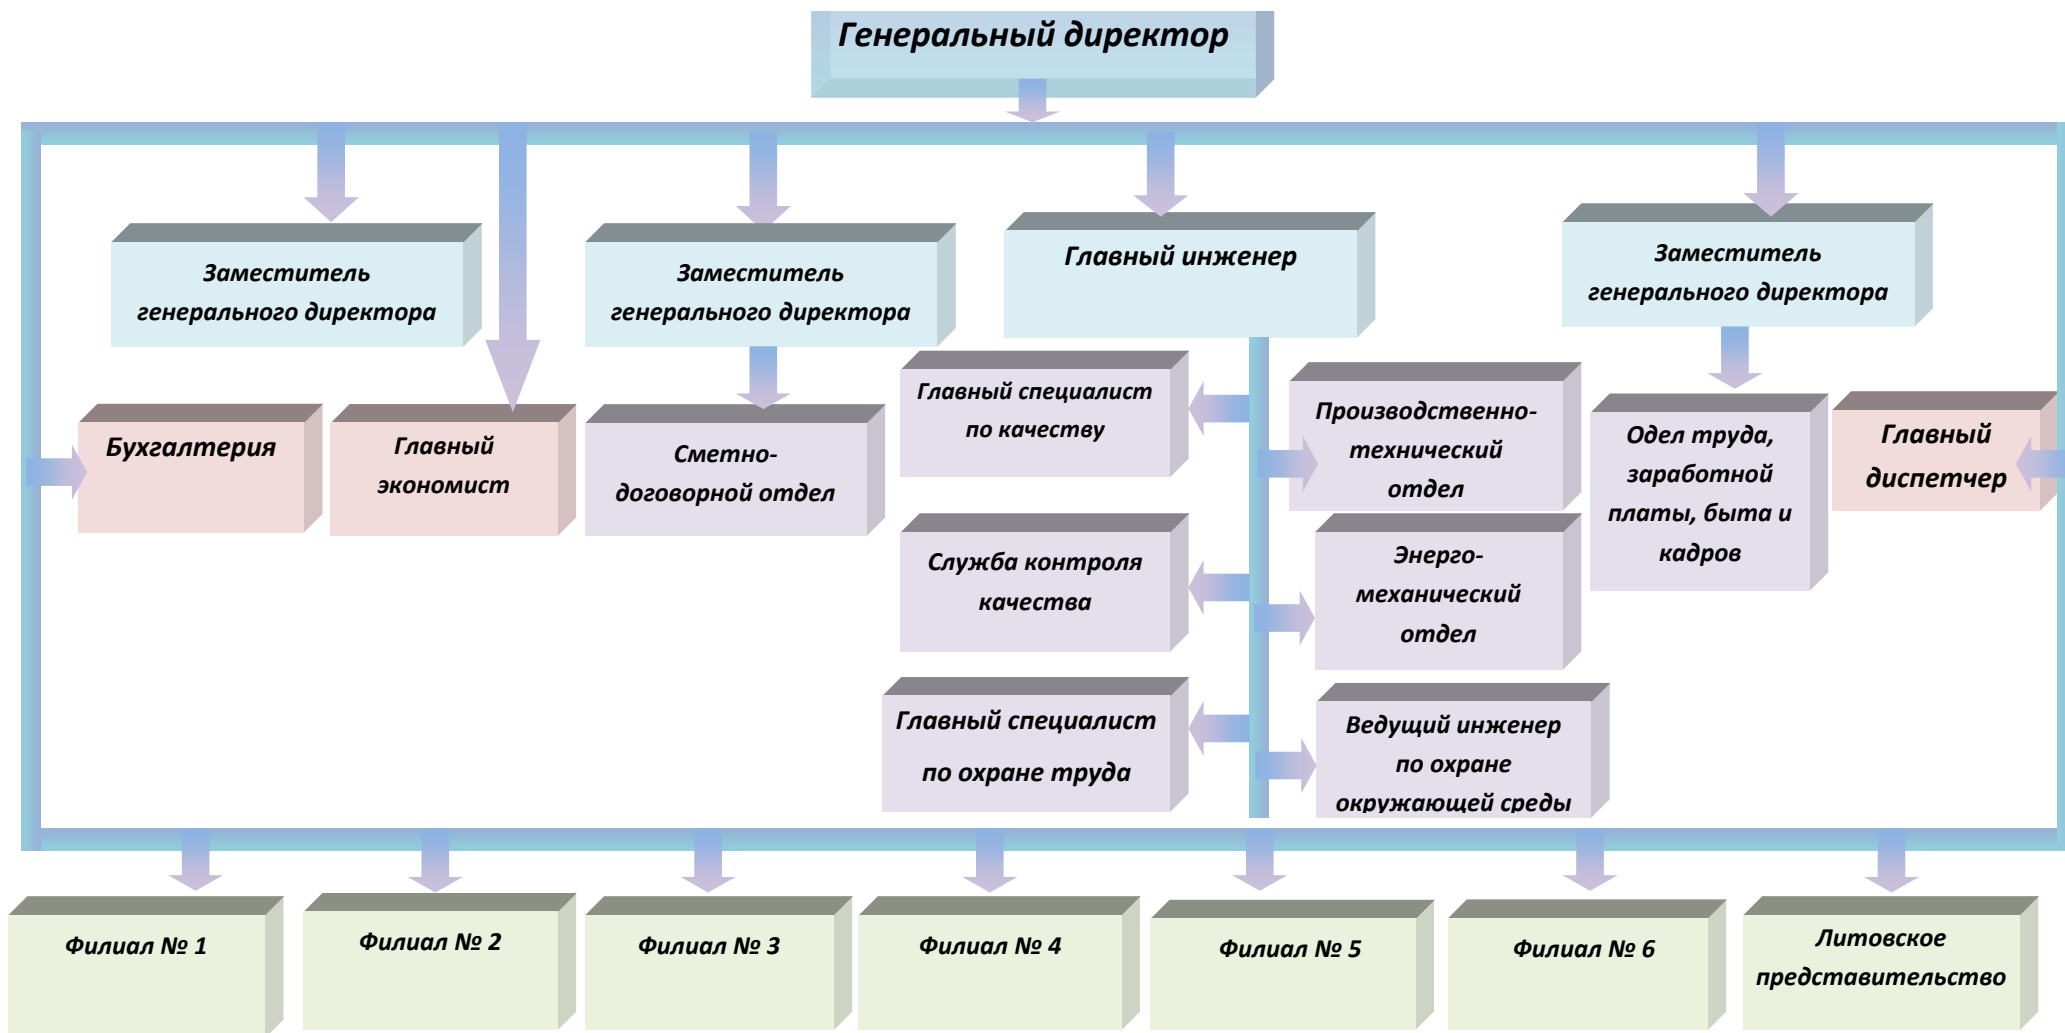 Генеральный директор
Заместитель
генерального директора
Заместитель
генерального директора
Главный инженер
Заместитель
генерального директора
Бухгалтерия
Главный
экономист
Сметно-
договорной отдел
Главный специалист
по качеству
Производственно-
технический
отдел
Одел труда,
заработной
платы, быта и
кадров
Главный
диспетчер
Служба контроля
качества
Энерго-
механический
отдел
Главный специалист
по охране труда
Ведущий инженер
по охране
окружающей среды
Филиал № 1
Филиал № 2
Филиал № 3
Филиал № 4
Филиал № 5
Филиал № 6
Литовское
представительство